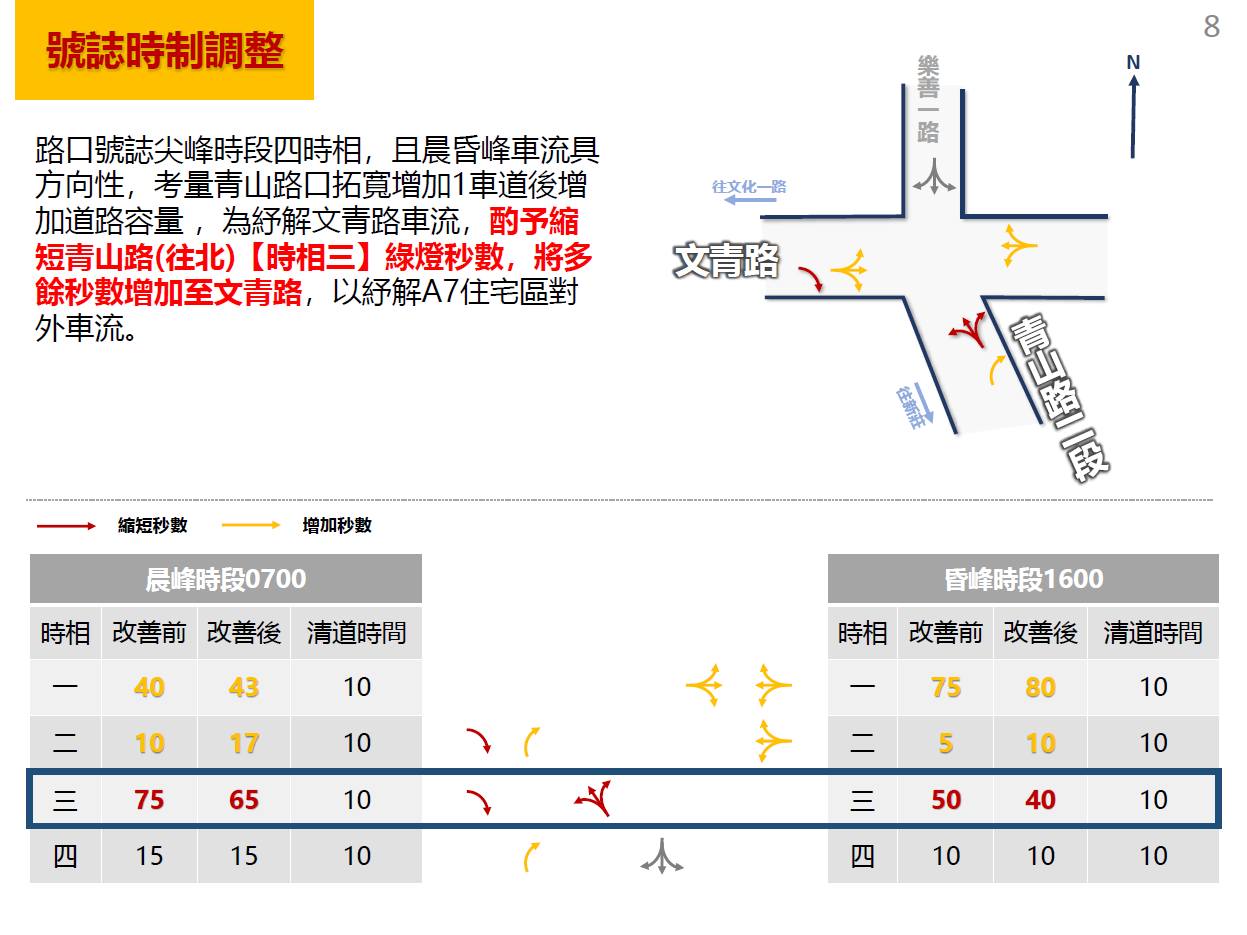 8
號誌時制調整
路口號誌尖峰時段四時相，且晨昏峰車流具
方向性，考量青山路口拓寬增加1車道後增
加道路容量 ，為紓解文青路車流，酌予縮
短青山路(往北)【時相三】綠燈秒數，將多
餘秒數增加至文青路，以紓解A7住宅區對
外車流。
樂善一路
N
往文化一路
文青路
青山路二段
往新莊
縮短秒數 增加秒數
晨峰時段0700
時相 改善前 改善後 清道時間
一 40 43 10
二 10 17 10
三 75 65 10
四 15 15 10
昏峰時段1600
時相 改善前 改善後 清道時間
一 75 80 10
二 5 10 10
三 50 40 10
四 10 10 10